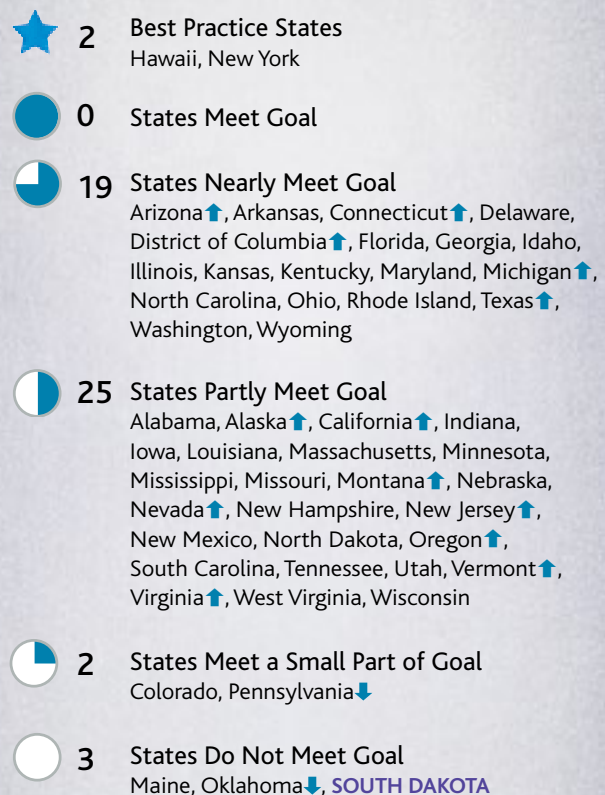 2 Best Practice States
Hawaii, New York
0 States Meet Goal
19 States Nearly Meet Goal
Arizona⬆, Arkansas, Connecticut⬆, Delaware,
District of Columbia⬆, Florida, Georgia, Idaho,
Illinois, Kansas, Kentucky, Maryland, Michigan⬆,
North Carolina, Ohio, Rhode Island, Texas⬆,
Washington, Wyoming
25 States Partly Meet Goal
Alabama, Alaska⬆, California⬆, Indiana,
Iowa, Louisiana, Massachusetts, Minnesota,
Mississippi, Missouri, Montana⬆, Nebraska,
Nevada⬆, New Hampshire, New Jersey⬆,
New Mexico, North Dakota, Oregon⬆,
South Carolina, Tennessee, Utah, Vermont⬆,
Virginia⬆, West Virginia, Wisconsin
2 States Meet a Small Part of Goal
Colorado, Pennsylvania⬇
3 States Do Not Meet Goal
Maine, Oklahoma⬇, SOUTH DAKOTA